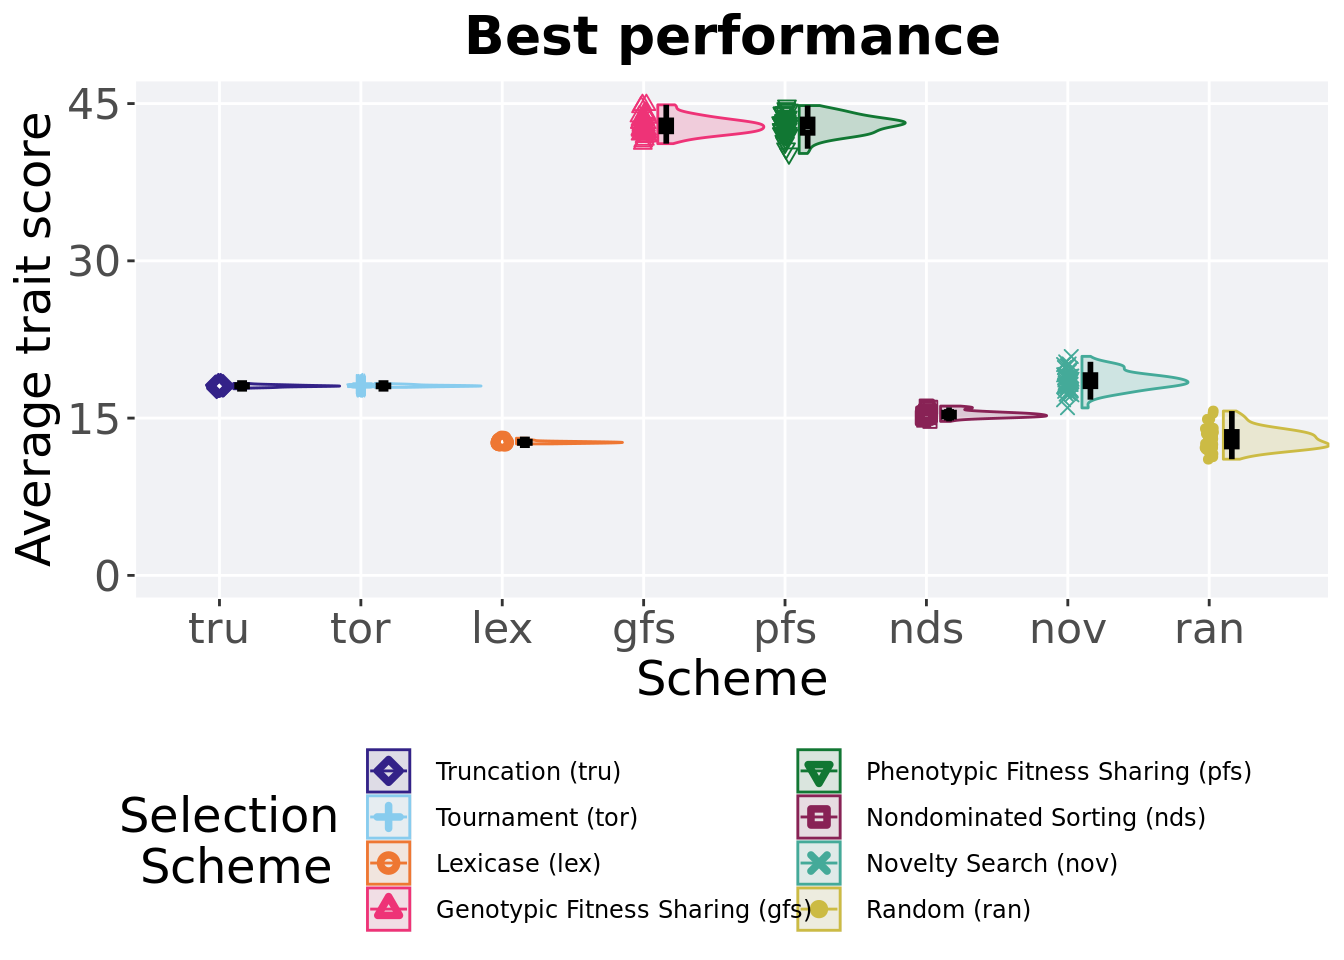 Best performance
Average trait score
45
30
15
0
tru tor lex gfs pfs nds nov ran
Scheme
Selection
Scheme
Truncation (tru)
Tournament (tor)
Lexicase (lex)
Genotypic Fitness Sharing (gfs)
Phenotypic Fitness Sharing (pfs)
Nondominated Sorting (nds)
Novelty Search (nov)
Random (ran)